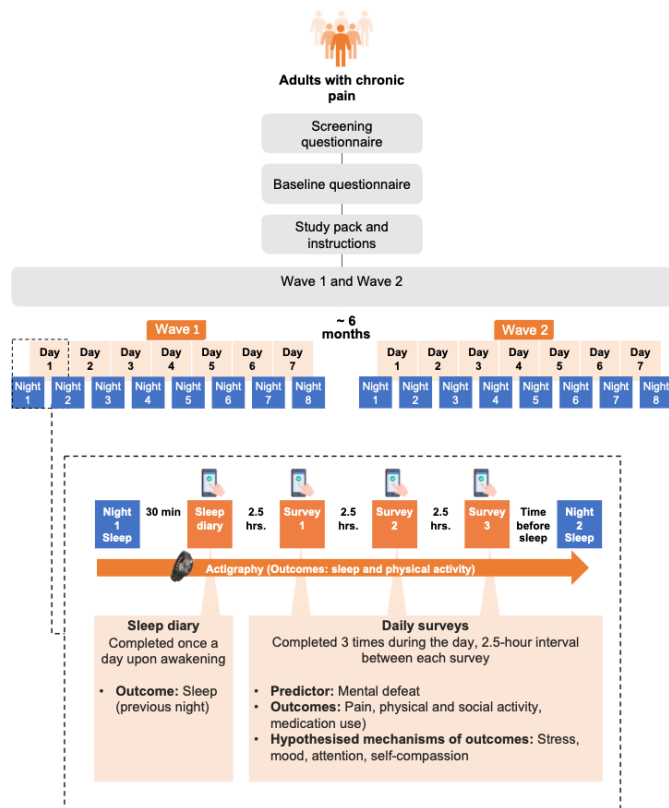 Adults with chronic
pain
Screening
questionnaire
Baseline questionnaire
Study pack and
instructions
Wave 1 and Wave 2
Wave 1
~ 6
months
Wave 2
Day
1
Day
2
Day
3
Day
4
Day
5
Day
6
Day
7
Day
1
Day
2
Day
3
Day
4
Day
5
Day
6
Day
7
Night
1
Night
2
Night
3
Night
4
Night
5
Night
6
Night
7
Night
8
Night
1
Night
2
Night
3
Night
4
Night
5
Night
6
Night
7
Night
8
Night
1
Sleep
30 min
Sleep
diary
2.5
hrs.
Survey
1
2.5
hrs.
Survey
2
2.5
hrs.
Survey
3
Time
before
sleep
Night
2
Sleep
Actigraphy (Outcomes: sleep and physical activity)
Sleep diary
Completed once a
day upon awakening
• Outcome: Sleep
(previous night)
Daily surveys
Completed 3 times during the day, 2.5-hour interval
between each survey
• Predictor: Mental defeat
• Outcomes: Pain, physical and social activity,
medication use)
• Hypothesised mechanisms of outcomes: Stress,
mood, attention, self-compassion